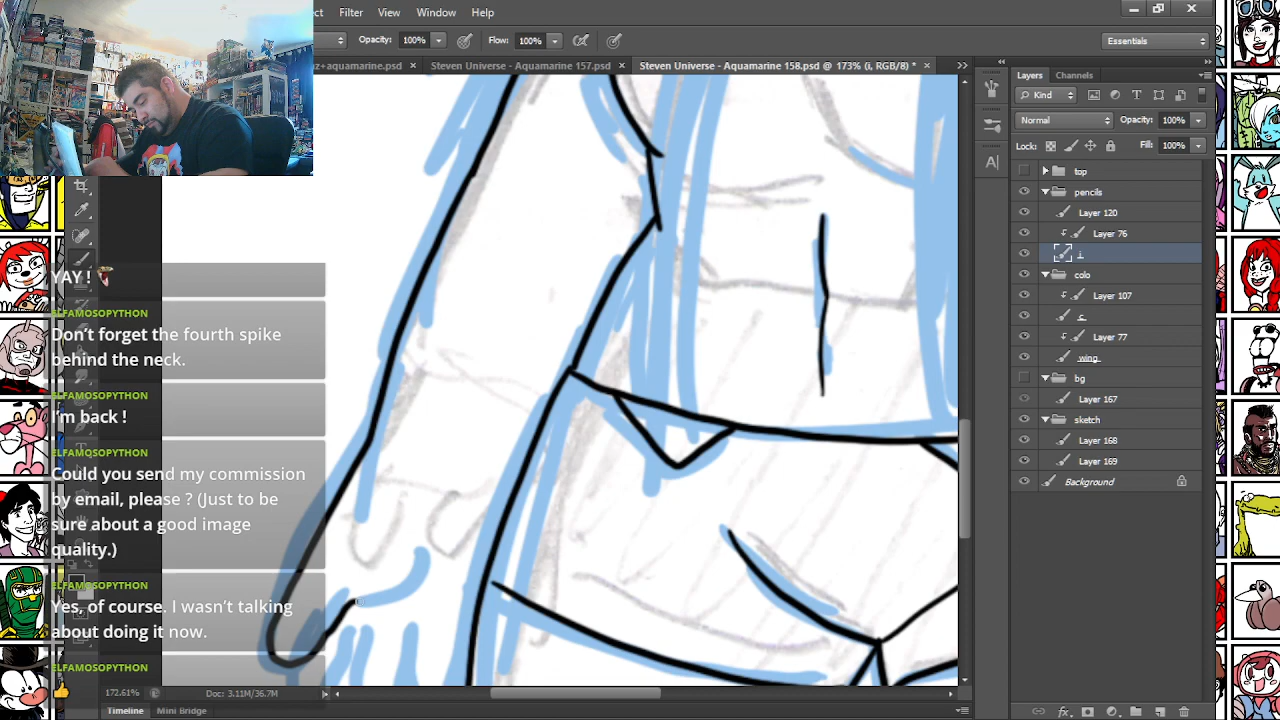 Filter View Window Help
Opacity: 100% Flow: 100% Essentials
z+aquamarine.psd × Steven Universe - Aquamarine 157.psd × Steven Universe - Aquamarine 158.psd @ 173% (i, RGB/8) * ×
Layers Channels
Kind
Normal Opacity: 100%
Lock: Fill: 100%
top
pencils
Layer 120
Layer 76
i
colo
Layer 107
c
Layer 77
wing
bg
Layer 167
sketch
Layer 168
Layer 169
Background
YAY !
ELFAMOSOPYTHON
Don't forget the fourth spike
behind the neck.
ELFAMOSOPYTHON
I'm back !
ELFAMOSOPYTHON
Could you send my commission
by email, please ? (Just to be
sure about a good image
quality.)
ELFAMOSOPYTHON
Yes, of course. I wasn't talking
about doing it now.
ELFAMOSOPYTHON
172.61% Doc: 3.11M/36.7M
Timeline Mini Bridge